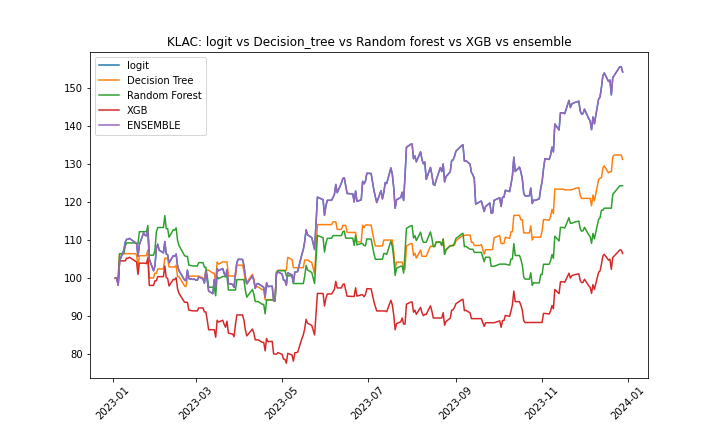 KLAC: logit vs Decision_tree vs Random forest vs XGB vs ensemble
logit
Decision Tree
Random Forest
XGB
ENSEMBLE
150
140
130
120
110
100
90
80
2023-01
2023-03
2023-05
2023-07
2023-09
2023-11
2024-01